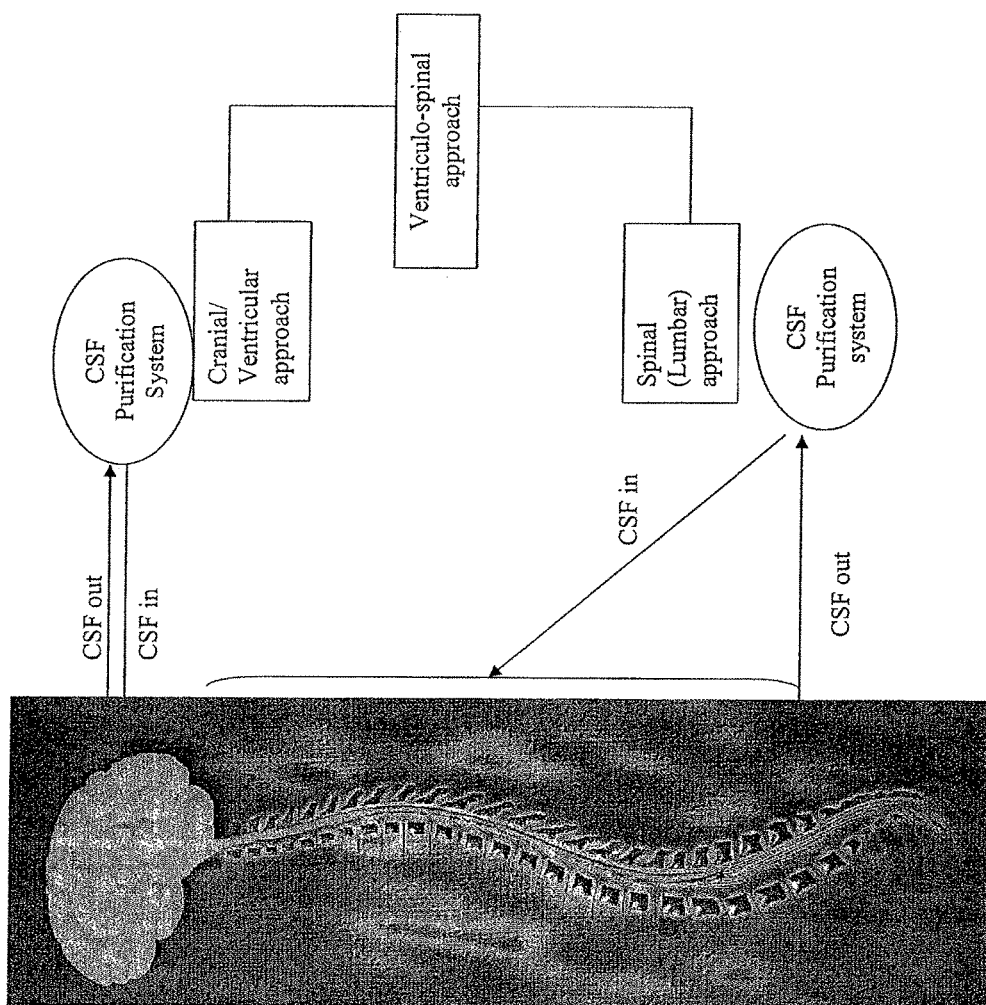 CSF
Purification
System
Cranial/
Ventricular
approach
Ventriculo-spinal
approach
Spinal
(Lumbar)
approach
CSF
Purification
system
CSF out
CSF in
CSF in
CSF out